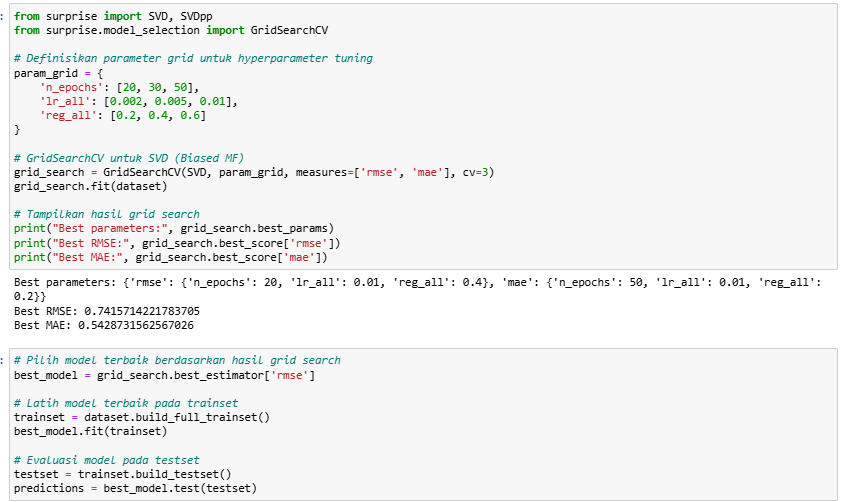 from surprise import SVD, SVDpp
from surprise.model_selection import GridSearchCV
# Definisikan parameter grid untuk hyperparameter tuning
param_grid = {
    'n_epochs': [20, 30, 50],
    'lr_all': [0.002, 0.005, 0.01],
    'reg_all': [0.2, 0.4, 0.6]
}
# GridSearchCV untuk SVD (Biased MF)
grid_search = GridSearchCV(SVD, param_grid, measures=['rmse', 'mae'], cv=3)
grid_search.fit(dataset)
# Tampilkan hasil grid search
print("Best parameters:", grid_search.best_params)
print("Best RMSE:", grid_search.best_score['rmse'])
print("Best MAE:", grid_search.best_score['mae'])
Best parameters: {'rmse': {'n_epochs': 20, 'lr_all': 0.01, 'reg_all': 0.4}, 'mae': {'n_epochs': 50, 'lr_all': 0.01, 'reg_all':
0.2}}
Best RMSE: 0.7415714221783705
Best MAE: 0.5428731562567026
# Pilih model terbaik berdasarkan hasil grid search
best_model = grid_search.best_estimator['rmse']
# Latih model terbaik pada trainset
trainset = dataset.build_full_trainset()
best_model.fit(trainset)
# Evaluasi model pada testset
testset = trainset.build_testset()
predictions = best_model.test(testset)